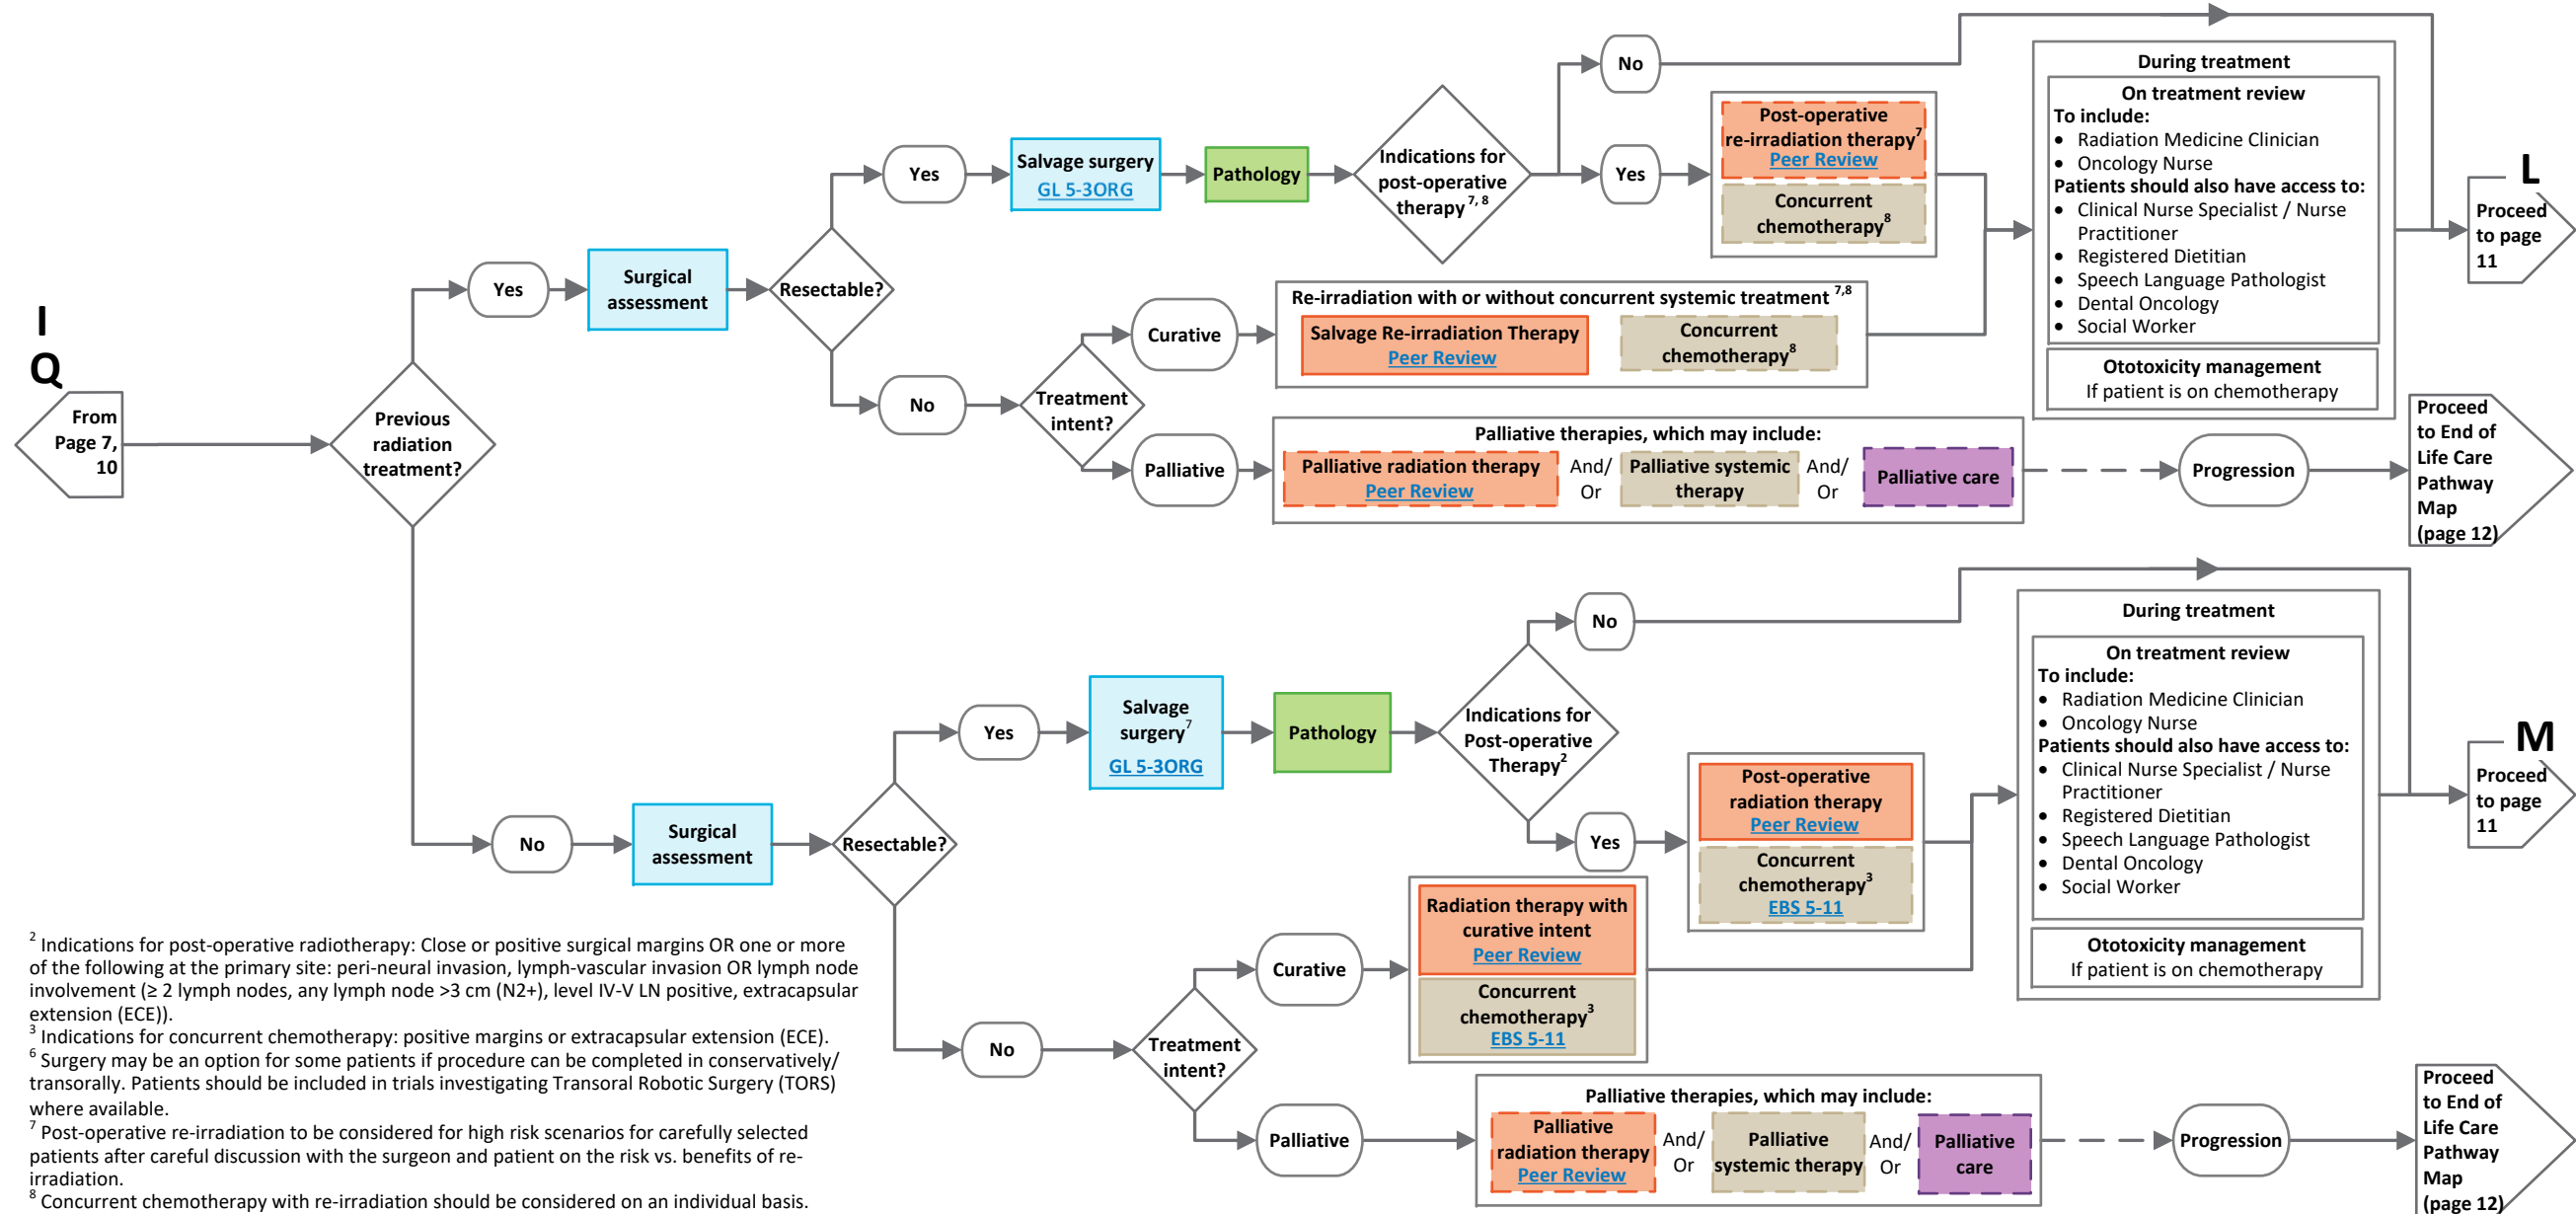 I
Q
From
Page 7,
10
Previous
radiation
treatment?
Yes
Surgical
assessment
Resectable?
Yes
Salvage surgery
GL 5-3ORG
Pathology
Indications for
post-operative
therapy 7, 8
No
Yes
Post-operative
re-irradiation therapy7
Peer Review
Concurrent
chemotherapy8
During treatment
On treatment review
To include:
• Radiation Medicine Clinician
• Oncology Nurse
Patients should also have access to:
• Clinical Nurse Specialist / Nurse
Practitioner
• Registered Dietitian
• Speech Language Pathologist
• Dental Oncology
• Social Worker
Ototoxicity management
If patient is on chemotherapy
L
Proceed
to page
11
No
Treatment
intent?
Curative
Re-irradiation with or without concurrent systemic treatment 7,8
Salvage Re-irradiation Therapy
Peer Review
Concurrent
chemotherapy8
Palliative
Palliative therapies, which may include:
Palliative radiation therapy
Peer Review
And/
Or
Palliative systemic
therapy
And/
Or
Palliative care
Progression
Proceed
to End of
Life Care
Pathway
Map
(page 12)
No
Surgical
assessment
Resectable?
Yes
Salvage
surgery7
GL 5-3ORG
Pathology
Indications for
Post-operative
Therapy2
No
Yes
Post-operative
radiation therapy
Peer Review
Concurrent
chemotherapy3
EBS 5-11
During treatment
On treatment review
To include:
• Radiation Medicine Clinician
• Oncology Nurse
Patients should also have access to:
• Clinical Nurse Specialist / Nurse
Practitioner
• Registered Dietitian
• Speech Language Pathologist
• Dental Oncology
• Social Worker
Ototoxicity management
If patient is on chemotherapy
M
Proceed
to page
11
No
Treatment
intent?
Curative
Radiation therapy with
curative intent
Peer Review
Concurrent
chemotherapy3
EBS 5-11
Palliative
Palliative therapies, which may include:
Palliative
radiation therapy
Peer Review
And/
Or
Palliative
systemic therapy
And/
Or
Palliative
care
Progression
Proceed
to End of
Life Care
Pathway
Map
(page 12)
2 Indications for post-operative radiotherapy: Close or positive surgical margins OR one or more
of the following at the primary site: peri-neural invasion, lymph-vascular invasion OR lymph node
involvement (≥ 2 lymph nodes, any lymph node >3 cm (N2+), level IV-V LN positive, extracapsular
extension (ECE)).
3 Indications for concurrent chemotherapy: positive margins or extracapsular extension (ECE).
6 Surgery may be an option for some patients if procedure can be completed in conservatively/
transorally. Patients should be included in trials investigating Transoral Robotic Surgery (TORS)
where available.
7 Post-operative re-irradiation to be considered for high risk scenarios for carefully selected
patients after careful discussion with the surgeon and patient on the risk vs. benefits of re-
irradiation.
8 Concurrent chemotherapy with re-irradiation should be considered on an individual basis.